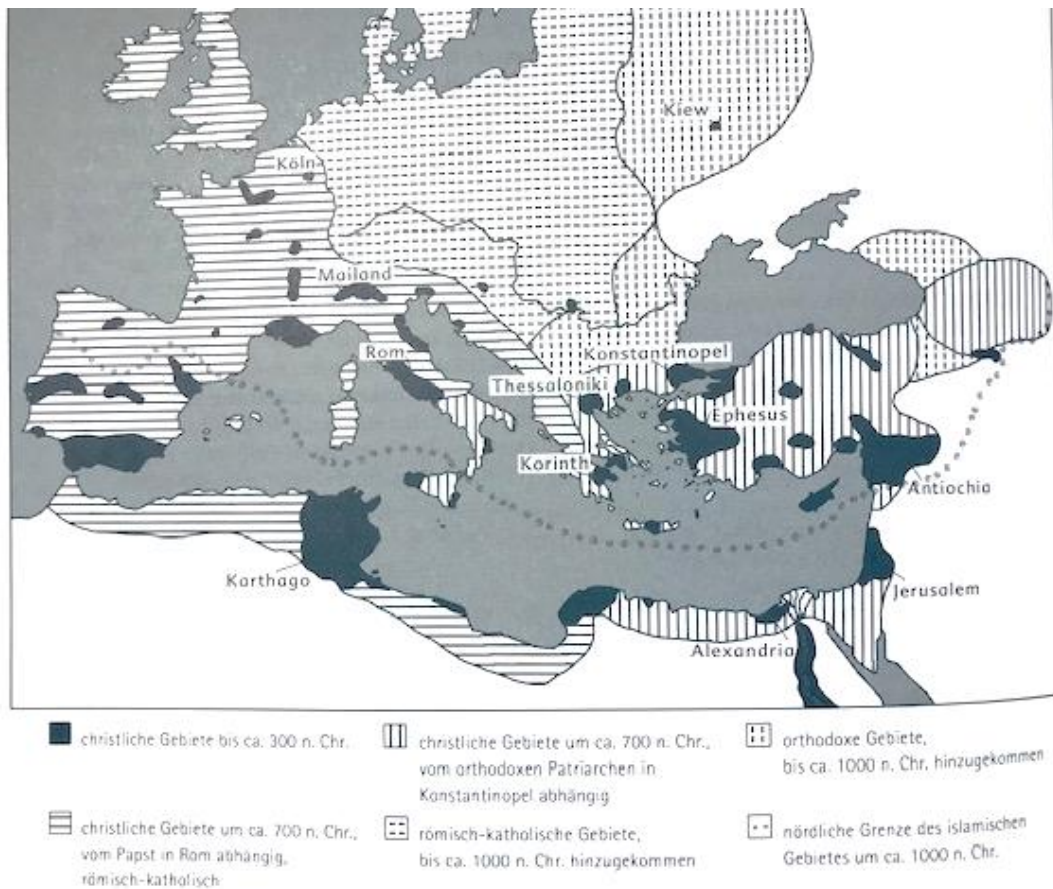 Kiew
Köln
Mailand
Rom
Konstantinopel
Thessaloniki
Ephesus
Korinth
Antiochia
Karthago
Jerusalem
Alexandria
christliche Gebiete bis ca. 300 n. Chr.
christliche Gebiete um ca. 700 n. Chr.,
vom Papst in Rom abhängig,
römisch-katholisch
christliche Gebiete um ca. 700 n. Chr.,
vom orthodoxen Patriarchen in
Konstantinopel abhängig
römisch-katholische Gebiete,
bis ca. 1000 n. Chr. hinzugekommen
orthodoxe Gebiete,
bis ca. 1000 n. Chr. hinzugekommen
nördliche Grenze des islamischen
Gebietes um ca. 1000 n. Chr.